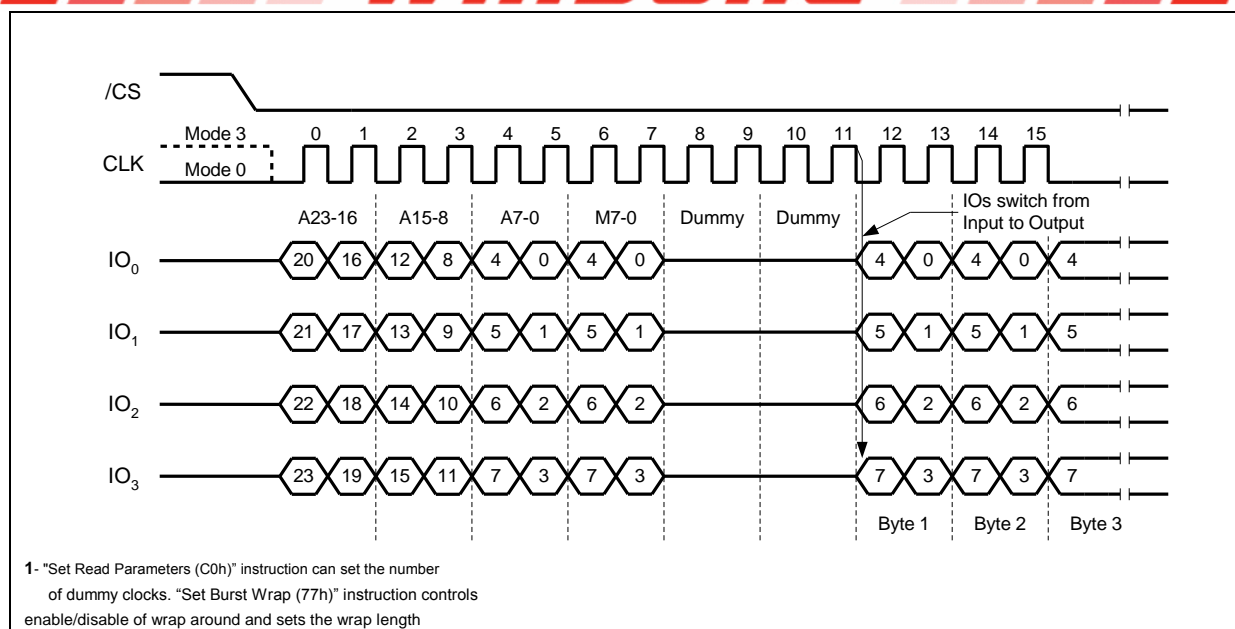 /CS
Mode 3 0 1 2 3 4 5 6 7 8 9 10 11 12 13 14 15
CLK
Mode 0
IOs switch from
Input to Output
A23-16 A15-8 A7-0 M7-0 Dummy Dummy
IO0 20 16 12 8 4 0 4 0 4 0 4 0 4
IO1 21 17 13 9 5 1 5 1 5 1 5 1 5
IO2 22 18 14 10 6 2 6 2 6 2 6 2 6
IO3 23 19 15 11 7 3 7 3 7 3 7 3 7
Byte 1 Byte 2 Byte 3
1- "Set Read Parameters (C0h)” instruction can set the number
of dummy clocks. “Set Burst Wrap (77h)” instruction controls
enable/disable of wrap around and sets the wrap length